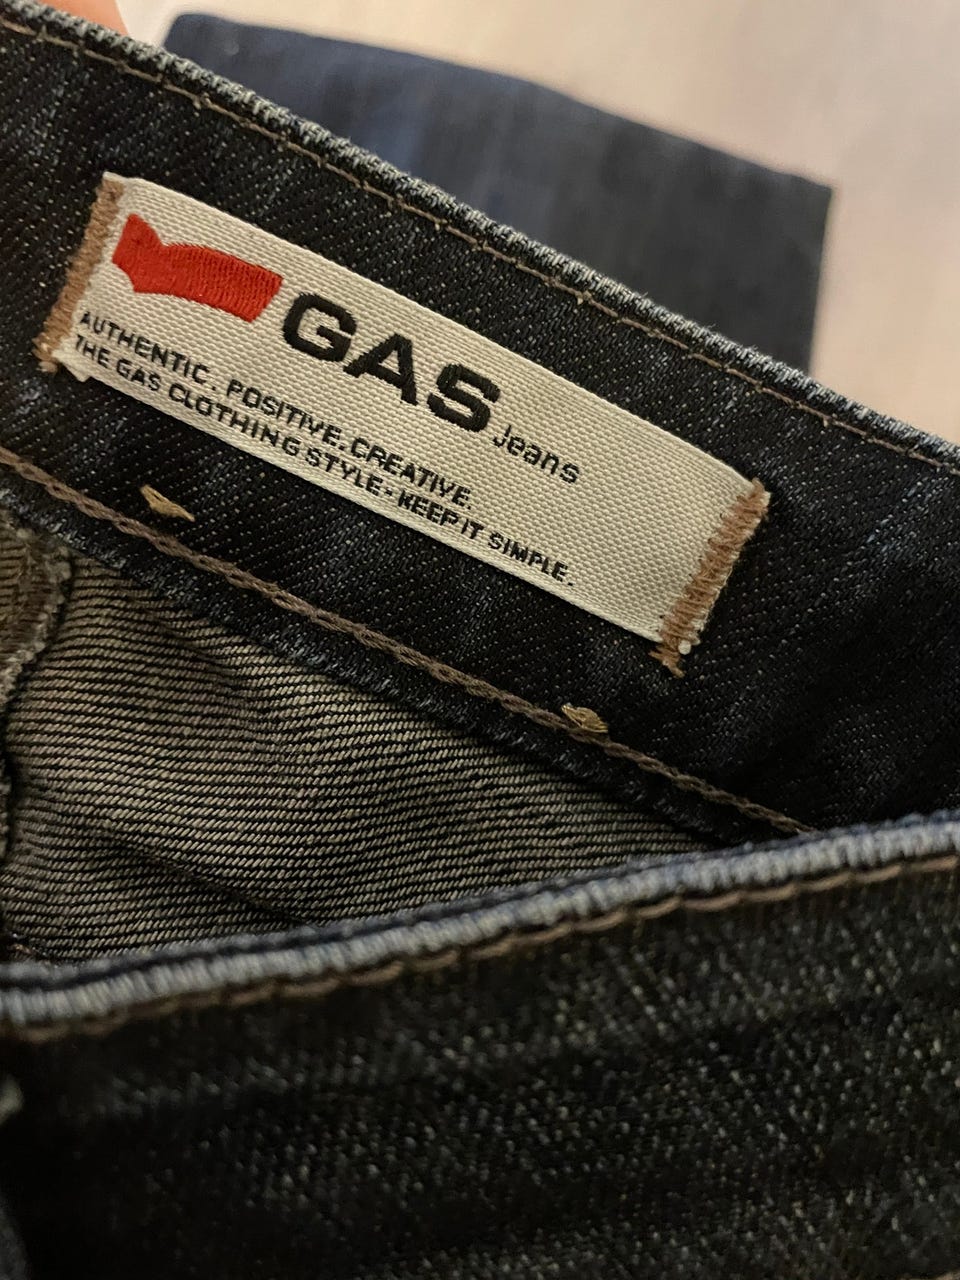 GAS Jeans
AUTHENTIC. POSITIVE. CREATIVE.
THE GAS CLOTHING STYLE - KEEP IT SIMPLE.